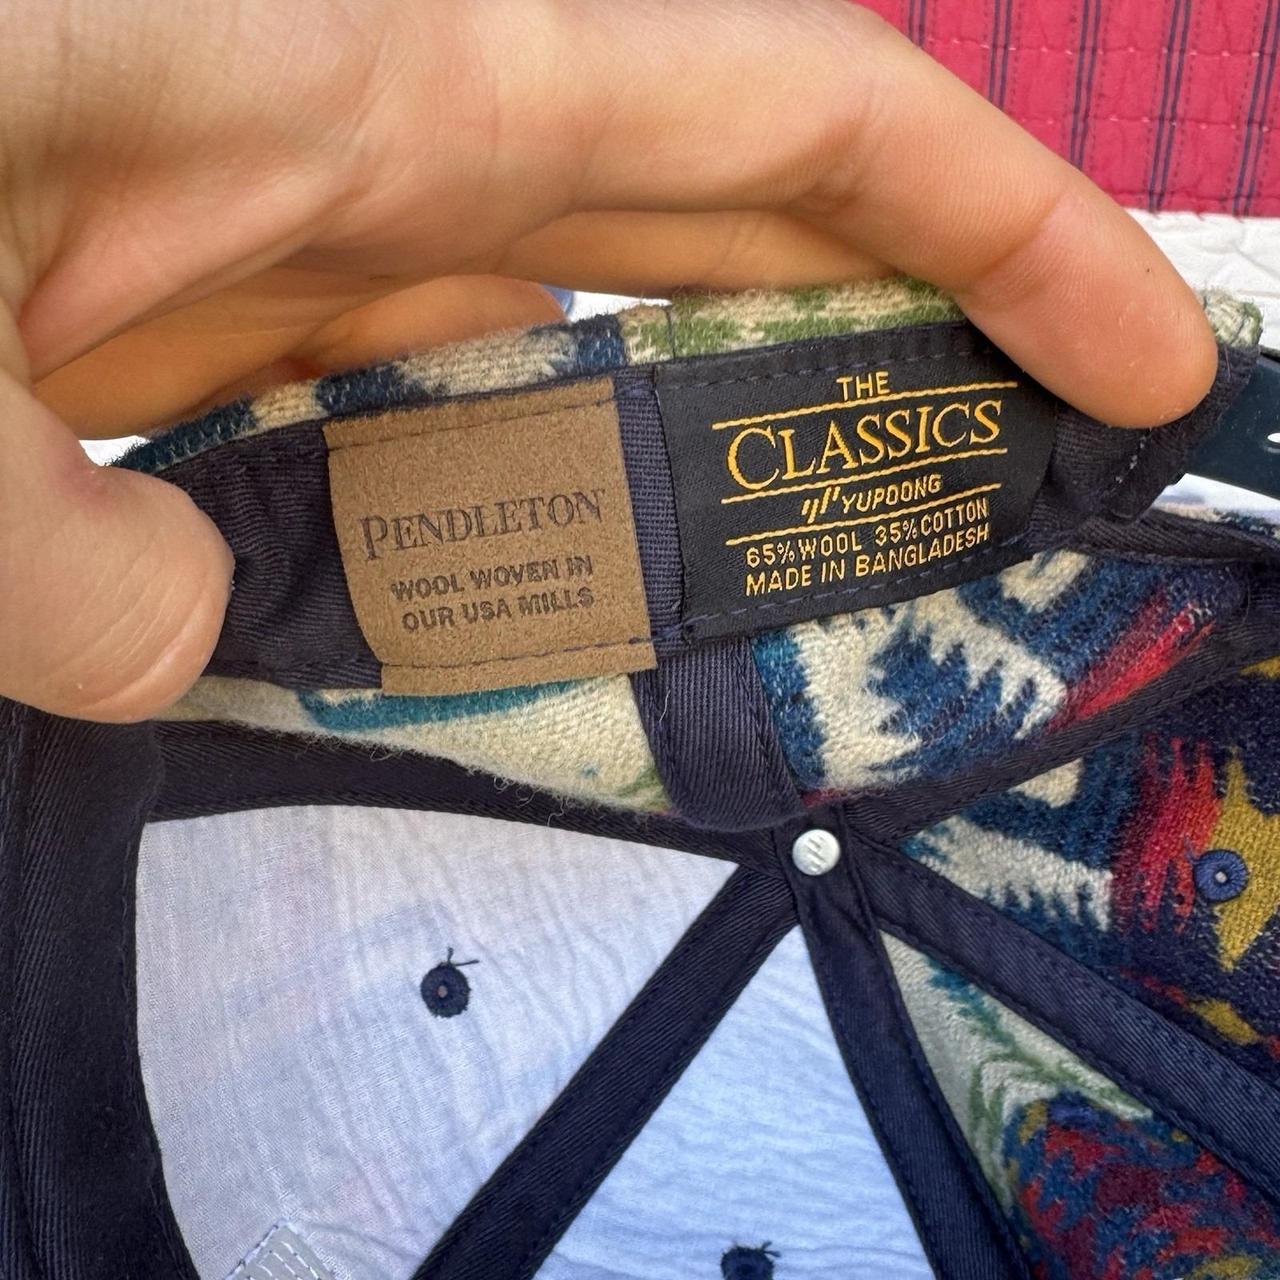 PENDLETON
WOOL WOVEN IN
OUR USA MILLS
THE
CLASSICS
YUPOONG
65%WOOL 35%COTTON
MADE IN BANGLADESH